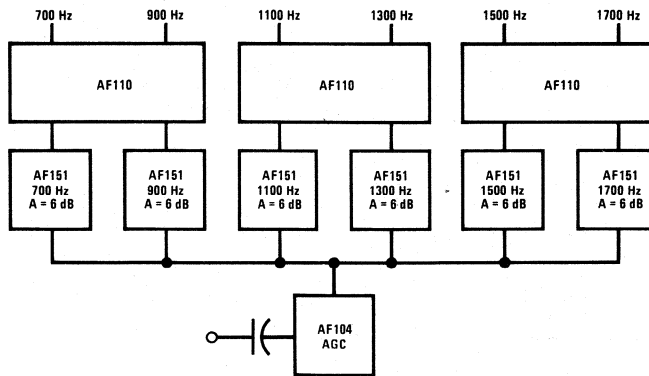 700 Hz 900 Hz 1100 Hz 1300 Hz 1500 Hz 1700 Hz
AF110 AF110 AF110
AF151 AF151 AF151 AF151 AF151 AF151
700 Hz 900 Hz 1100 Hz 1300 Hz 1500 Hz 1700 Hz
A = 6 dB A = 6 dB A = 6 dB A = 6 dB A = 6 dB A = 6 dB
AF104
AGC